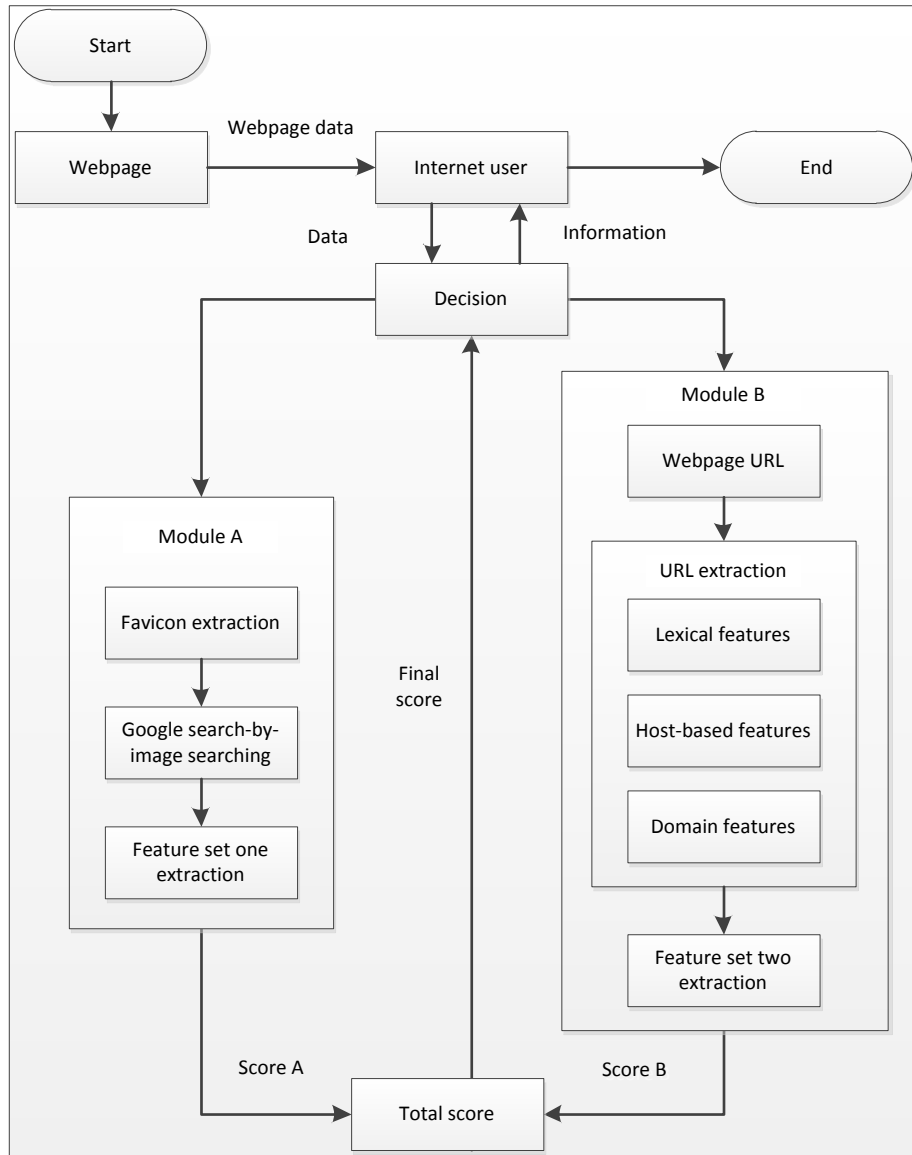 Start
Webpage data
Webpage
Internet user
End
Data
Information
Decision
Module B
Webpage URL
Module A
URL extraction
Favicon extraction
Lexical features
Final
score
Google search-by-
image searching
Host-based features
Feature set one
extraction
Domain features
Feature set two
extraction
Score A
Score B
Total score